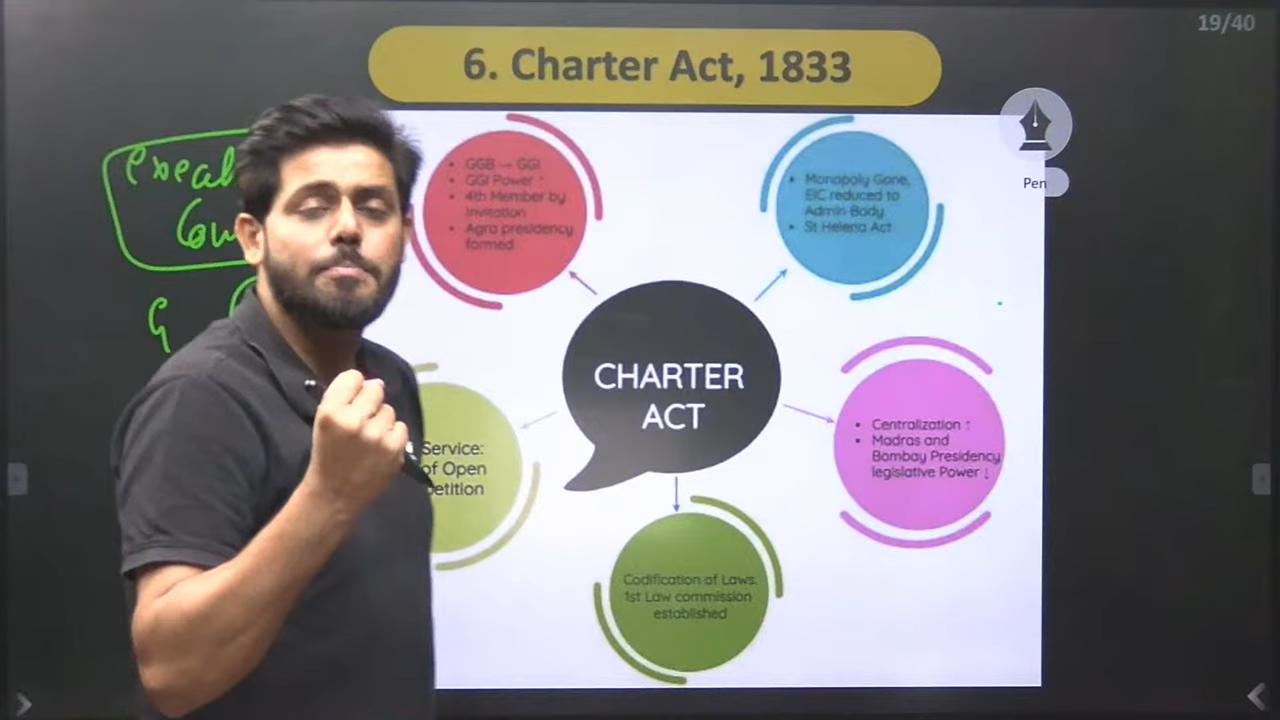 19/40
6. Charter Act, 1833
Pen
• GGB → GGI
• GGI Power ↑
• 4th Member by
Invitation
• Agra presidency
formed
• Monopoly Gone,
EIC reduced to
Admin Body
• St Helena Act
CHARTER
ACT
• Centralization ↑
• Madras and
Bombay Presidency
legislative Power ↓
Service:
of Open
Codification of Laws.
1st Law commission
established
G